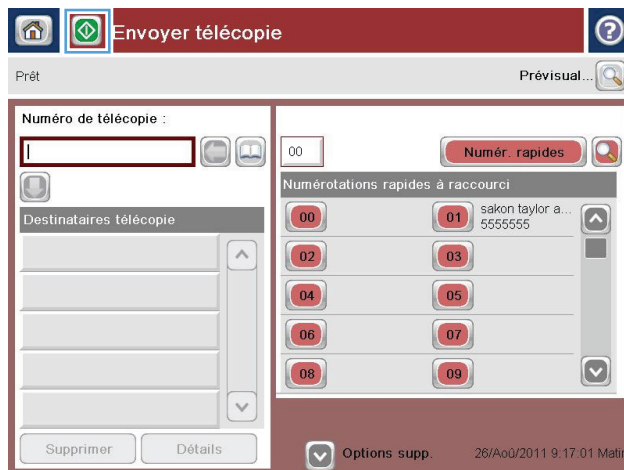 Envoyer télécopie
?
Prêt
Prévisual...
Numéro de télécopie :
00
Numér. rapides
Numérotations rapides à raccourci
Destinataires télécopie
00
01 sakon taylor a...
5555555
02 03
04 05
06 07
08 09
Supprimer Détails
Options supp.
26/Aoû/2011 9:17:01 Matin